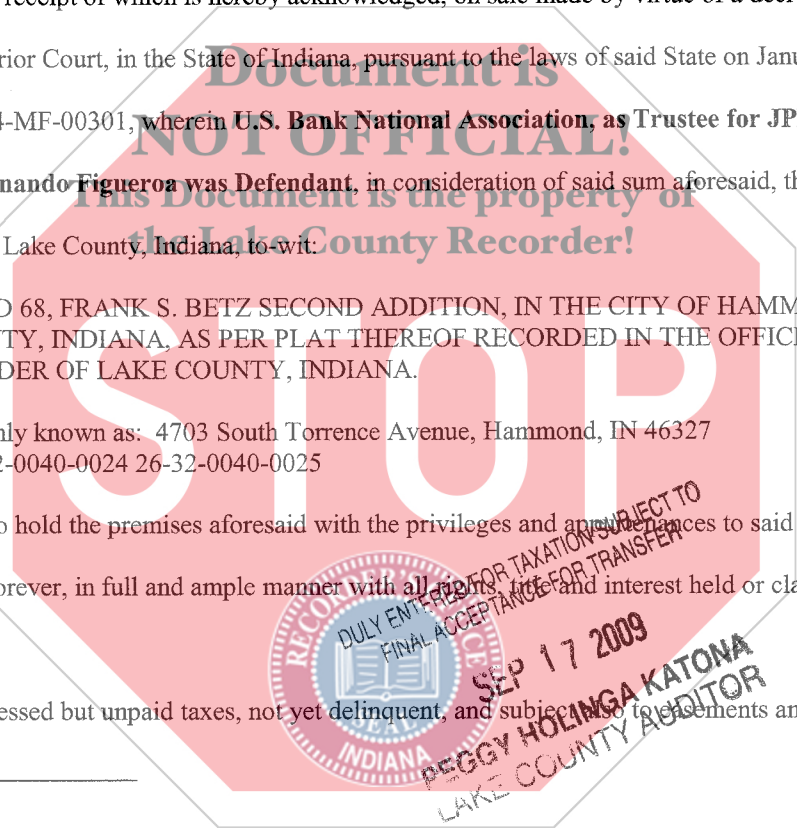 receipt of which is hereby acknowledged, on sale made by virtue of a decr
rior Court, in the State of Indiana, pursuant to the laws of said State on Janu
4-MF-00301, wherein U.S. Bank National Association, as Trustee for JP
nando Figueroa was Defendant, in consideration of said sum aforesaid, th
Lake County, Indiana, to-wit:
Document is
NOT OFFICIAL!
This Document is the property of
the Lake County Recorder!
D 68, FRANK S. BETZ SECOND ADDITION, IN THE CITY OF HAMM
TY, INDIANA, AS PER PLAT THEREOF RECORDED IN THE OFFICE
DER OF LAKE COUNTY, INDIANA.
STOP
nly known as: 4703 South Torrence Avenue, Hammond, IN 46327
2-0040-0024 26-32-0040-0025
o hold the premises aforesaid with the privileges and appurtenances to said
orever, in full and ample manner with all rights, title and interest held or cla
DULY ENTERED FOR TAXATION SUBJECT TO
FINAL ACCEPTANCE FOR TRANSFER
SEP 17 2009
PEGGY HOLINGA KATONA
LAKE COUNTY AUDITOR
SEAL
INDIANA
essed but unpaid taxes, not yet delinquent, and subject also to easements an